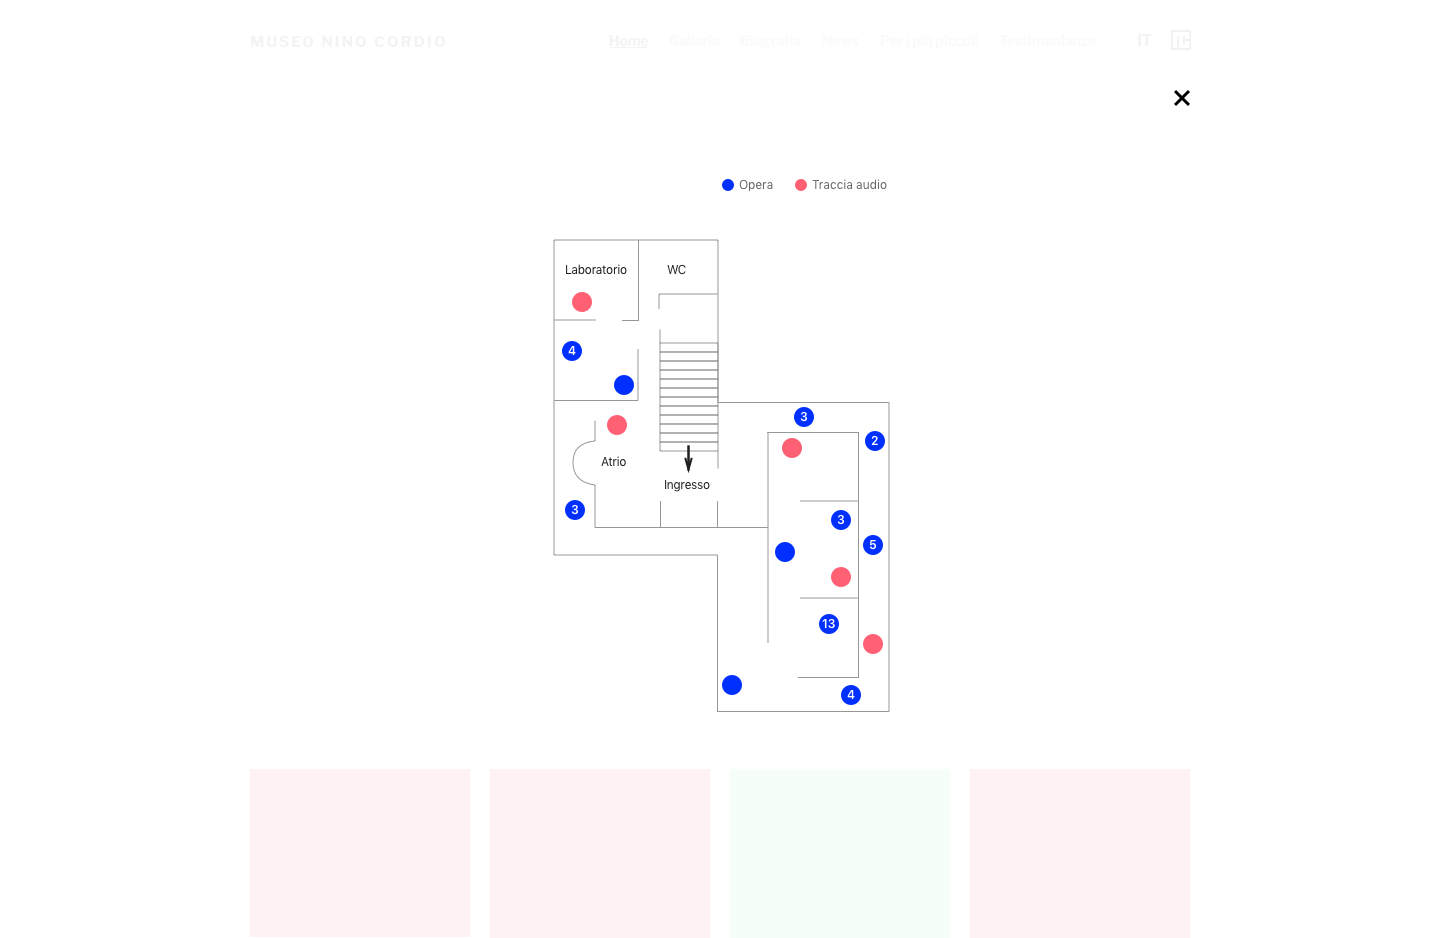 MUSEO NINO CORDIO
Home Galleria Biografia News Per i più piccoli Testimonianze IT
Opera Traccia audio
Laboratorio WC
4
3
2
Atrio
Ingresso
3
3
5
13
4